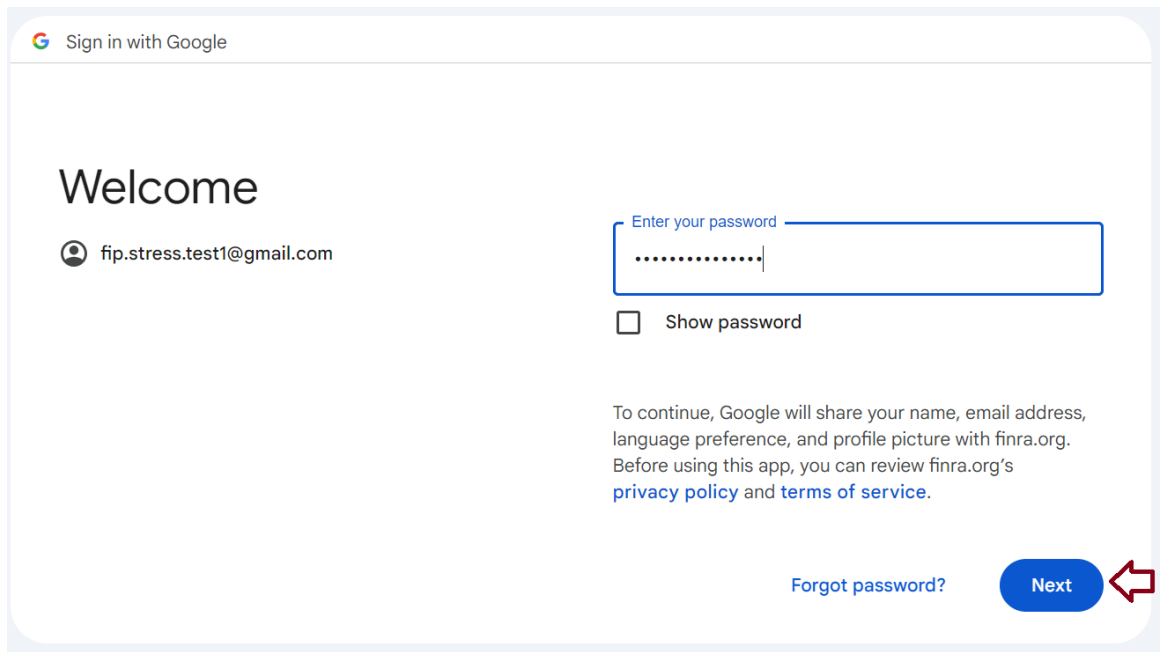 Sign in with Google
Welcome
fip.stress.test1@gmail.com
Enter your password
•••••••••••••••
Show password
To continue, Google will share your name, email address,
language preference, and profile picture with finra.org.
Before using this app, you can review finra.org’s
privacy policy and terms of service.
Forgot password?
Next